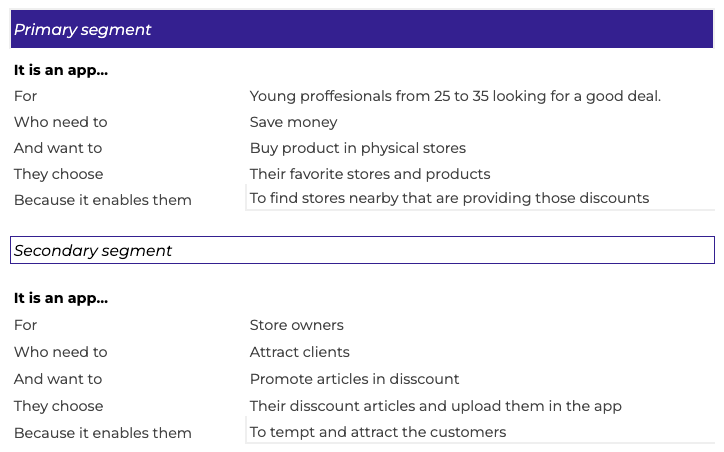 Primary segment
It is an app...
For Young proffesionals from 25 to 35 looking for a good deal.
Who need to Save money
And want to Buy product in physical stores
They choose Their favorite stores and products
Because it enables them To find stores nearby that are providing those discounts
Secondary segment
It is an app...
For Store owners
Who need to Attract clients
And want to Promote articles in disscount
They choose Their disscount articles and upload them in the app
Because it enables them To tempt and attract the customers